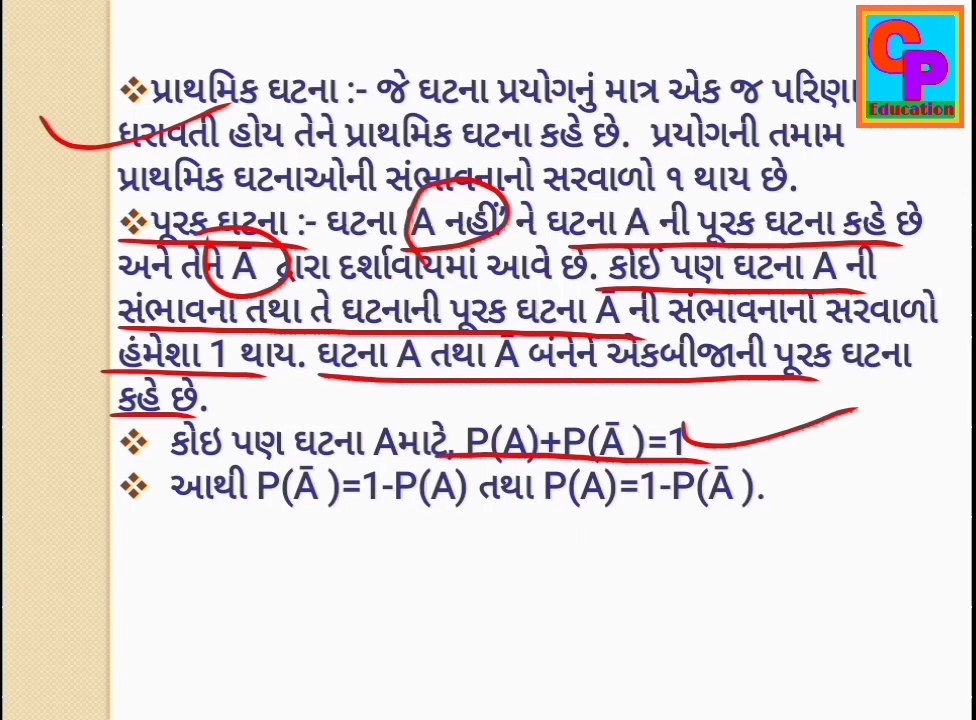 CP
Education
❖પ્રાથમિક ઘટના :- જે ઘટના પ્રયોગનું માત્ર એક જ પરિણા
ધરાવતી હોય તેને પ્રાથમિક ઘટના કહે છે. પ્રયોગની તમામ
પ્રાથમિક ઘટનાઓની સંભાવનાનો સરવાળો ૧ થાય છે.
❖પૂરક ઘટના :- ઘટના ‘A નહીં’ ને ઘટના A ની પૂરક ઘટના કહે છે
અને તેને Ā દ્વારા દર્શાવાયમાં આવે છે. કોઈ પણ ઘટના A ની
સંભાવના તથા તે ઘટનાની પૂરક ઘટના Ā ની સંભાવનાનો સરવાળો
હંમેશા 1 થાય. ઘટના A તથા Ā બંનેને એકબીજાની પૂરક ઘટના
કહે છે.
❖ કોઇ પણ ઘટના Aમાટે, P(A)+P(Ā )=1
❖ આથી P(Ā )=1-P(A) તથા P(A)=1-P(Ā ).